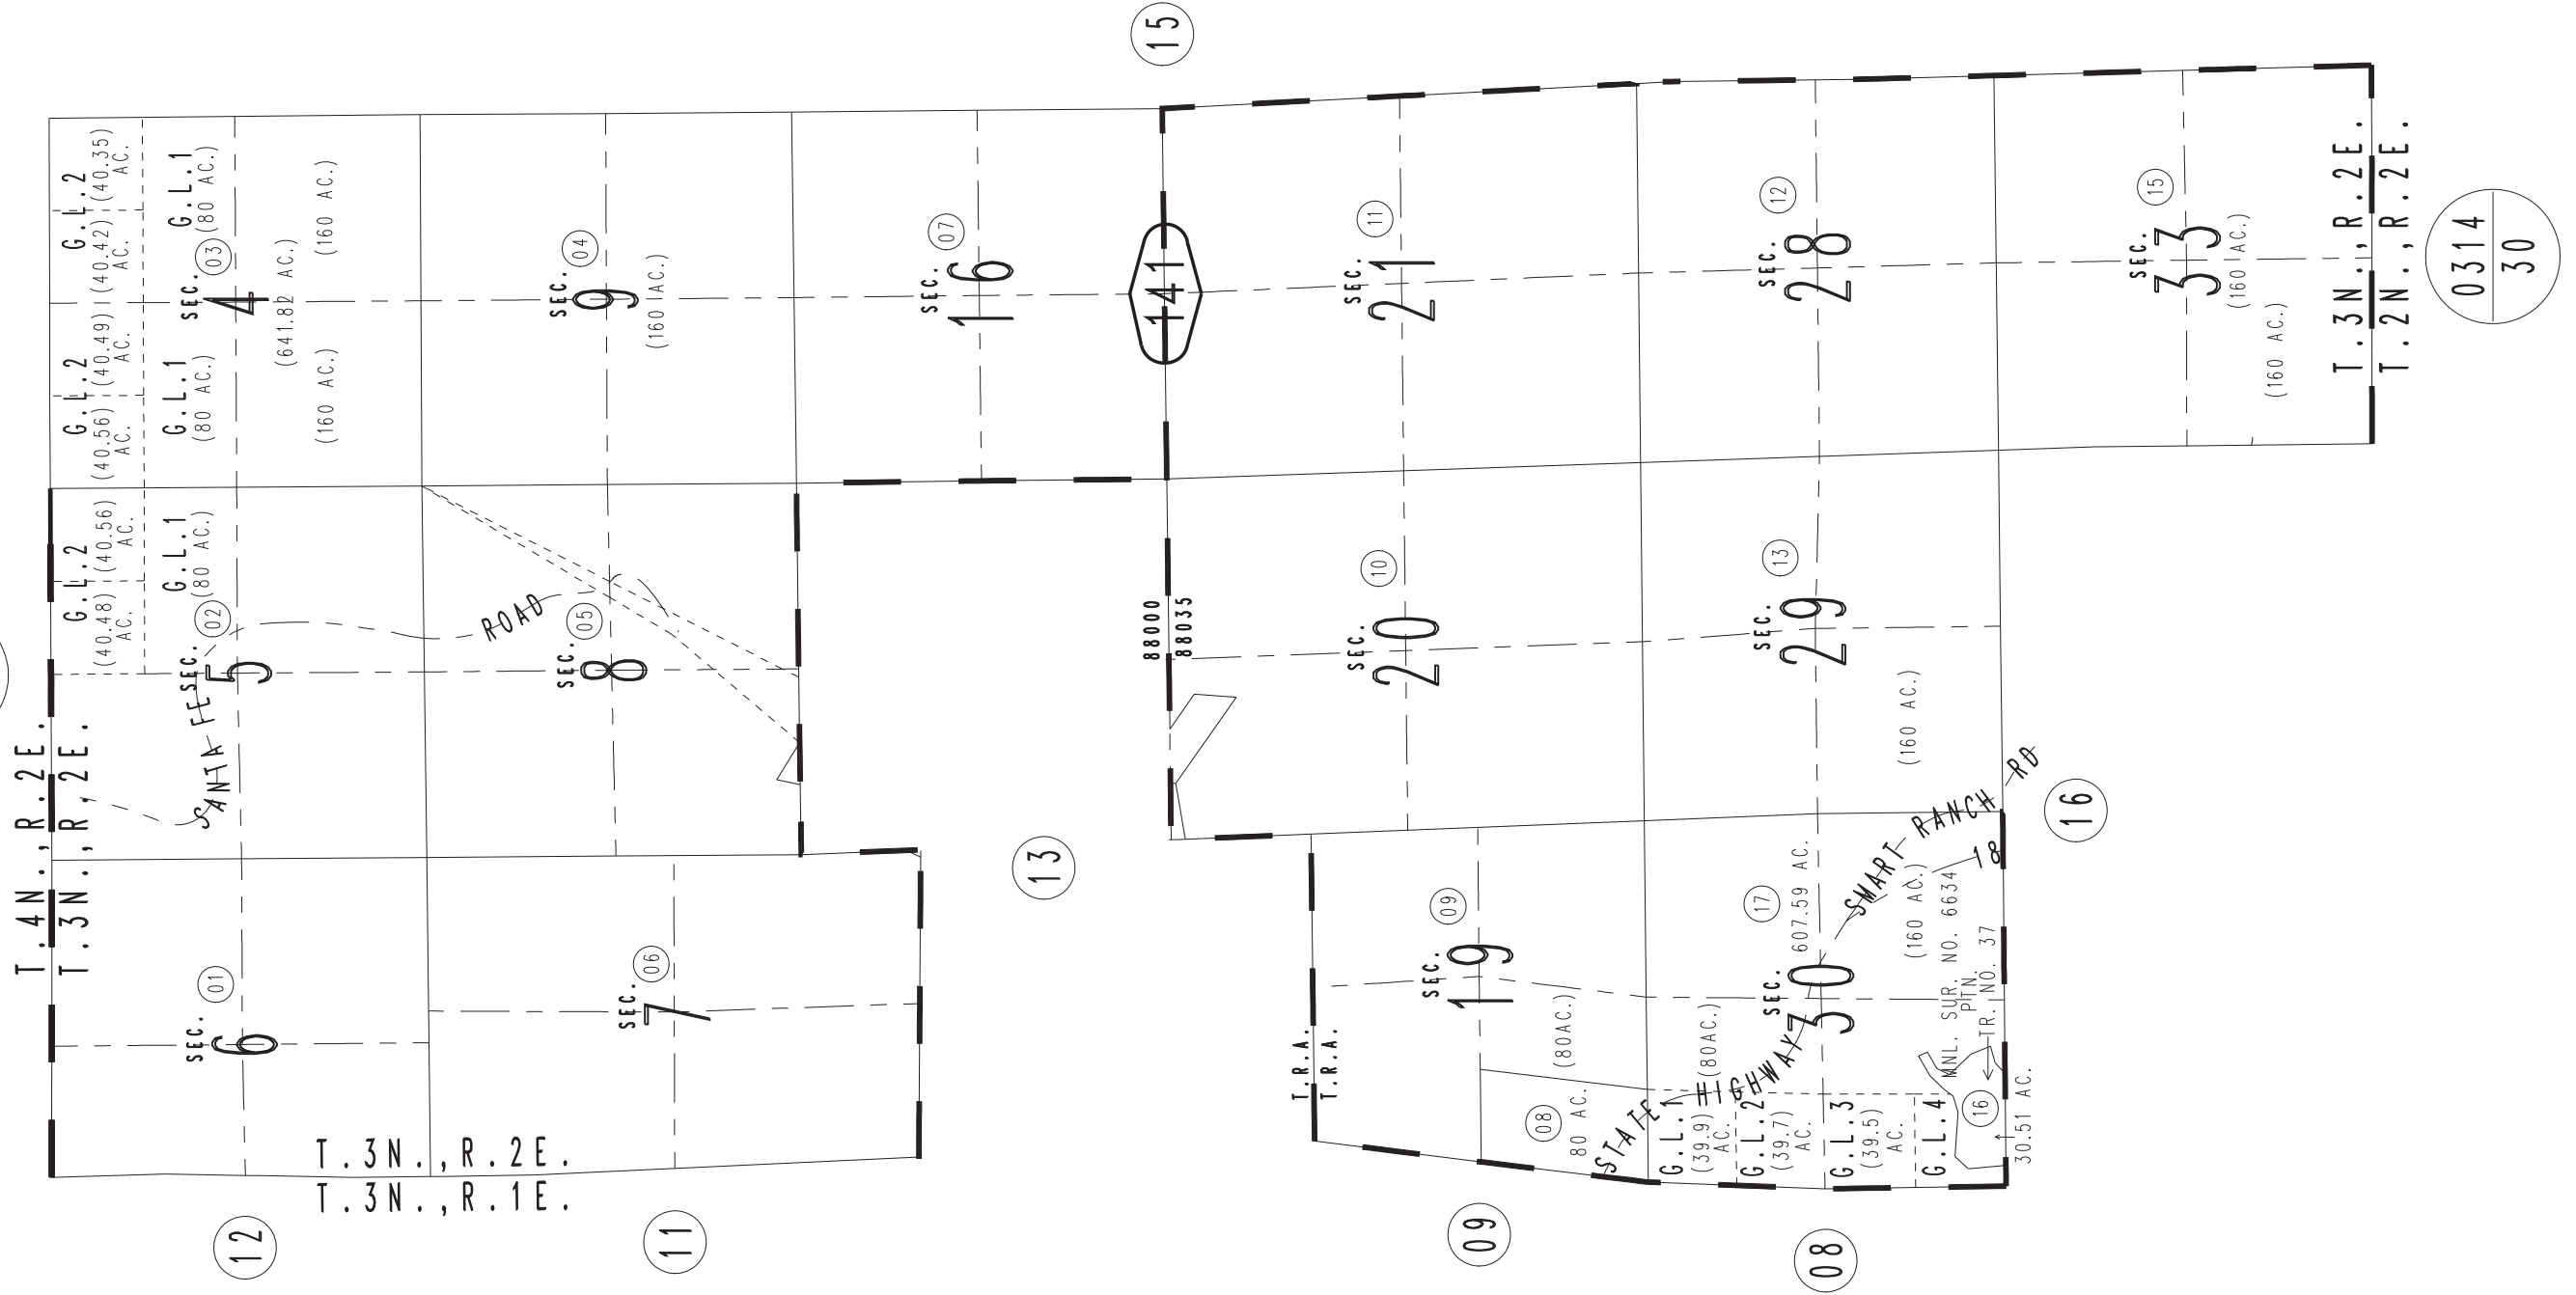 T.4N.,R.2E.
T.3N.,R.2E.
G.L.2
(40.48) AC.
(40.56) AC.
G.L.2
(40.56) AC.
(40.49) AC.
G.L.2
(40.42) AC.
(40.35) AC.
G.L.1
(80 AC.)
G.L.1
(80 AC.)
G.L.1
(80 AC.)
SEC.
6
01
SANTA FE ROAD
SEC.
5
02
SEC.
4
03
(641.82 AC.)
(160 AC.)
(160 AC.)
12
T.3N.,R.2E.
T.3N.,R.1E.
SEC.
7
06
SEC.
8
05
SEC.
9
04
(160 AC.)
11
13
SEC.
16
07
15
141
88000
88035
T.R.A.
T.R.A.
SEC.
19
09
SEC.
20
10
SEC.
21
11
09
(80AC.)
08
80 AC.
STATE HIGHWAY
18
(80AC.)
G.L.1
(39.9) AC.
G.L.2
(39.7) AC.
G.L.3
(39.5) AC.
G.L.4
SEC.
30
17
607.59 AC.
SMART RANCH RD
(160 AC.)
MNL. SUR. NO. 6634
PTN.
TR. NO. 37
16
30.51 AC.
08
SEC.
29
13
(160 AC.)
SEC.
28
12
16
SEC.
33
15
(160 AC.)
(160 AC.)
T.3N.,R.2E.
T.2N.,R.2E.
0314
30